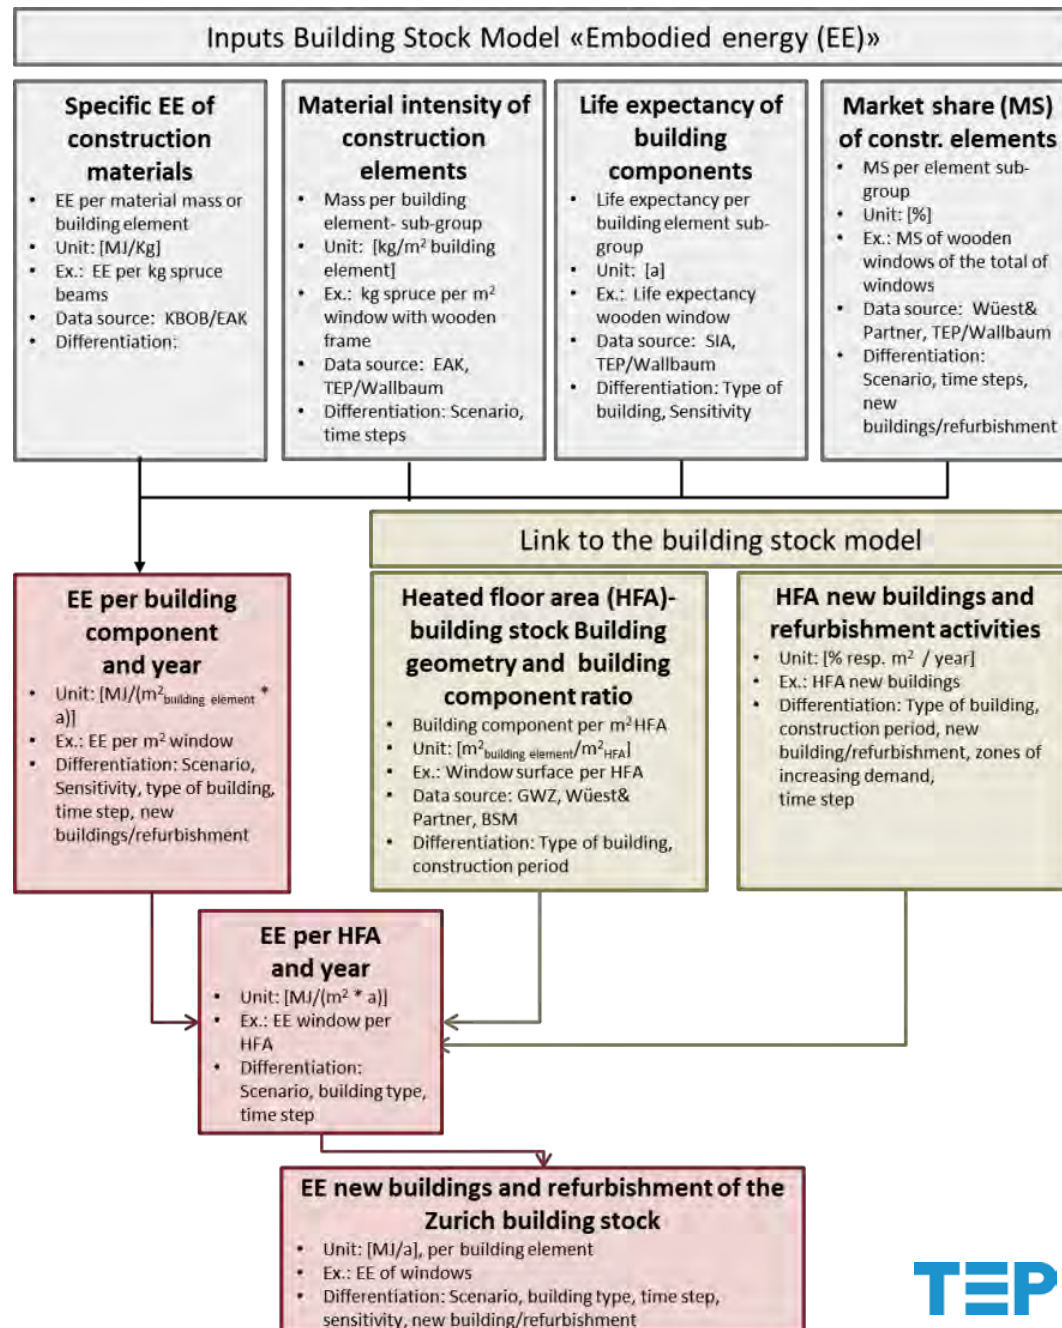 Inputs Building Stock Model «Embodied energy (EE)»
Specific EE of
construction
materials
• EE per material mass or
building element
• Unit: [MJ/Kg]
• Ex.: EE per kg spruce
beams
• Data source: KBOB/EAK
• Differentiation:
Material intensity of
construction
elements
• Mass per building
element- sub-group
• Unit: [kg/m² building
element]
• Ex.: kg spruce per m²
window with wooden
frame
• Data source: EAK,
TEP/Wallbaum
• Differentiation: Scenario,
time steps
Life expectancy of
building
components
• Life expectancy per
building element sub-
group
• Unit: [a]
• Ex.: Life expectancy
wooden window
• Data source: SIA,
TEP/Wallbaum
• Differentiation: Type of
building, Sensitivity
Market share (MS)
of constr. elements
• MS per element sub-
group
• Unit: [%]
• Ex.: MS of wooden
windows of the total of
windows
• Data source: Wüest&
Partner, TEP/Wallbaum
• Differentiation:
Scenario, time steps,
new
buildings/refurbishment
Link to the building stock model
EE per building
component
and year
• Unit: [MJ/(m²building element *
a)]
• Ex.: EE per m² window
• Differentiation: Scenario,
Sensitivity, type of building,
time step, new
buildings/refurbishment
Heated floor area (HFA)-
building stock Building
geometry and building
component ratio
• Building component per m² HFA
• Unit: [m²building element/m²HFA]
• Ex.: Window surface per HFA
• Data source: GWZ, Wüest&
Partner, BSM
• Differentiation: Type of building,
construction period
HFA new buildings and
refurbishment activities
• Unit: [% resp. m² / year]
• Ex.: HFA new buildings
• Differentiation: Type of building,
construction period, new
building/refurbishment, zones of
increasing demand,
time step
EE per HFA
and year
• Unit: [MJ/(m² * a)]
• Ex.: EE window per
HFA
• Differentiation:
Scenario, building type,
time step
EE new buildings and refurbishment of the
Zurich building stock
• Unit: [MJ/a], per building element
• Ex.: EE of windows
• Differentiation: Scenario, building type, time step,
sensitivity, new building/refurbishment
TEP